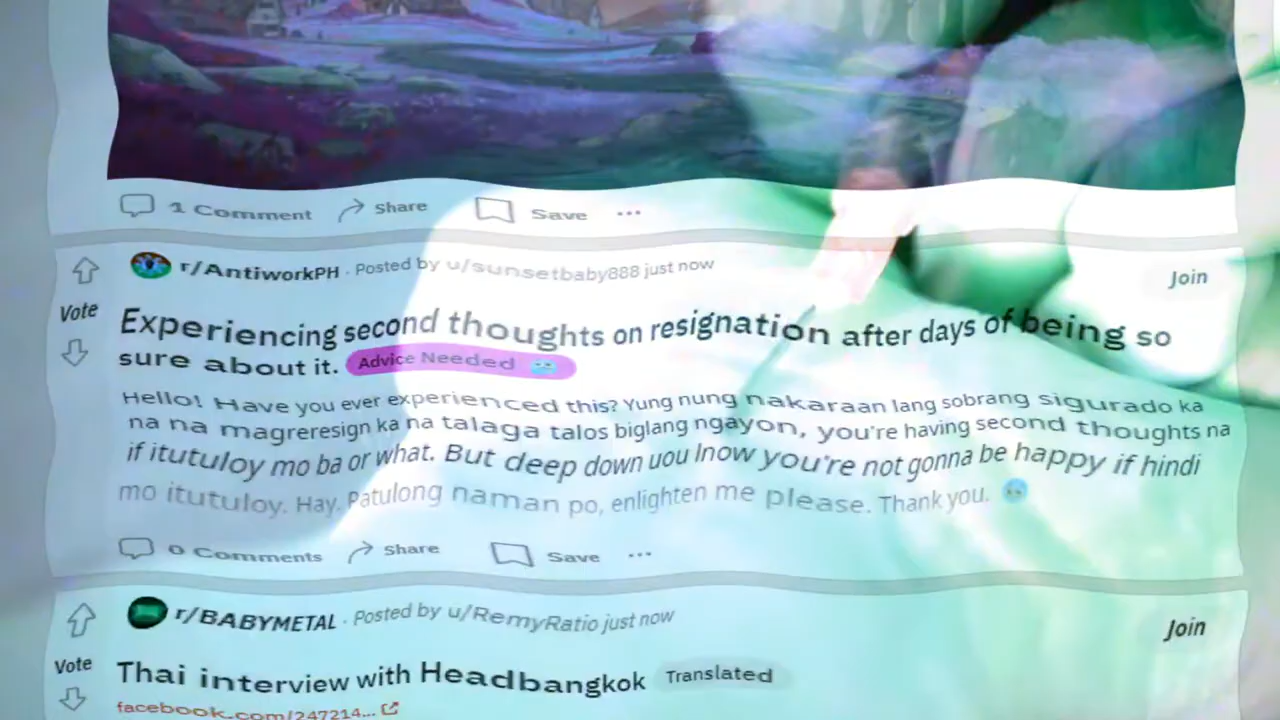 1 Comment Share Save ...
r/AntiworkPH · Posted by u/sunsetbaby888 just now Join
Vote
Experiencing second thoughts on resignation after days of being so
sure about it. Advice Needed
Hello! Have you ever experienced this? Yung nung nakaraan lang sobrang sigurado ka
na na magreresign ka na talaga talos biglang ngayon, you're having second thoughts na
if itutuloy mo ba or what. But deep down uou lnow you're not gonna be happy if hindi
mo itutuloy. Hay. Patulong naman po, enlighten me please. Thank you.
0 Comments Share Save ...
r/BABYMETAL · Posted by u/RemyRatio just now Join
Vote
Thai interview with Headbangkok Translated
facebook.com/247214...